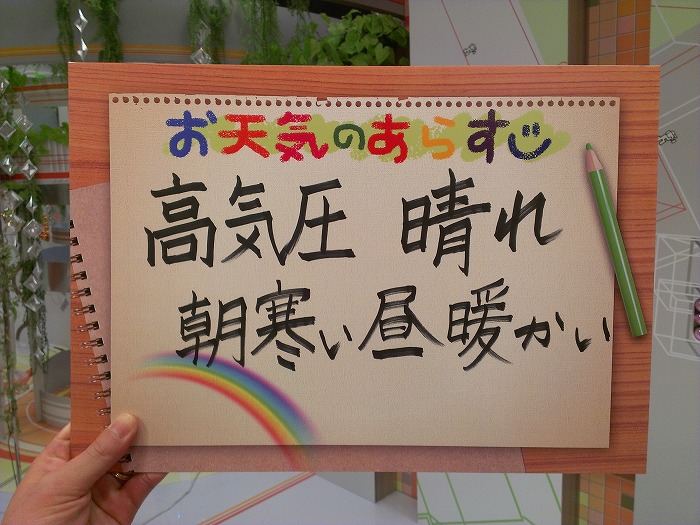 お天気のあらすじ
高気圧 晴れ
朝寒い昼暖かい